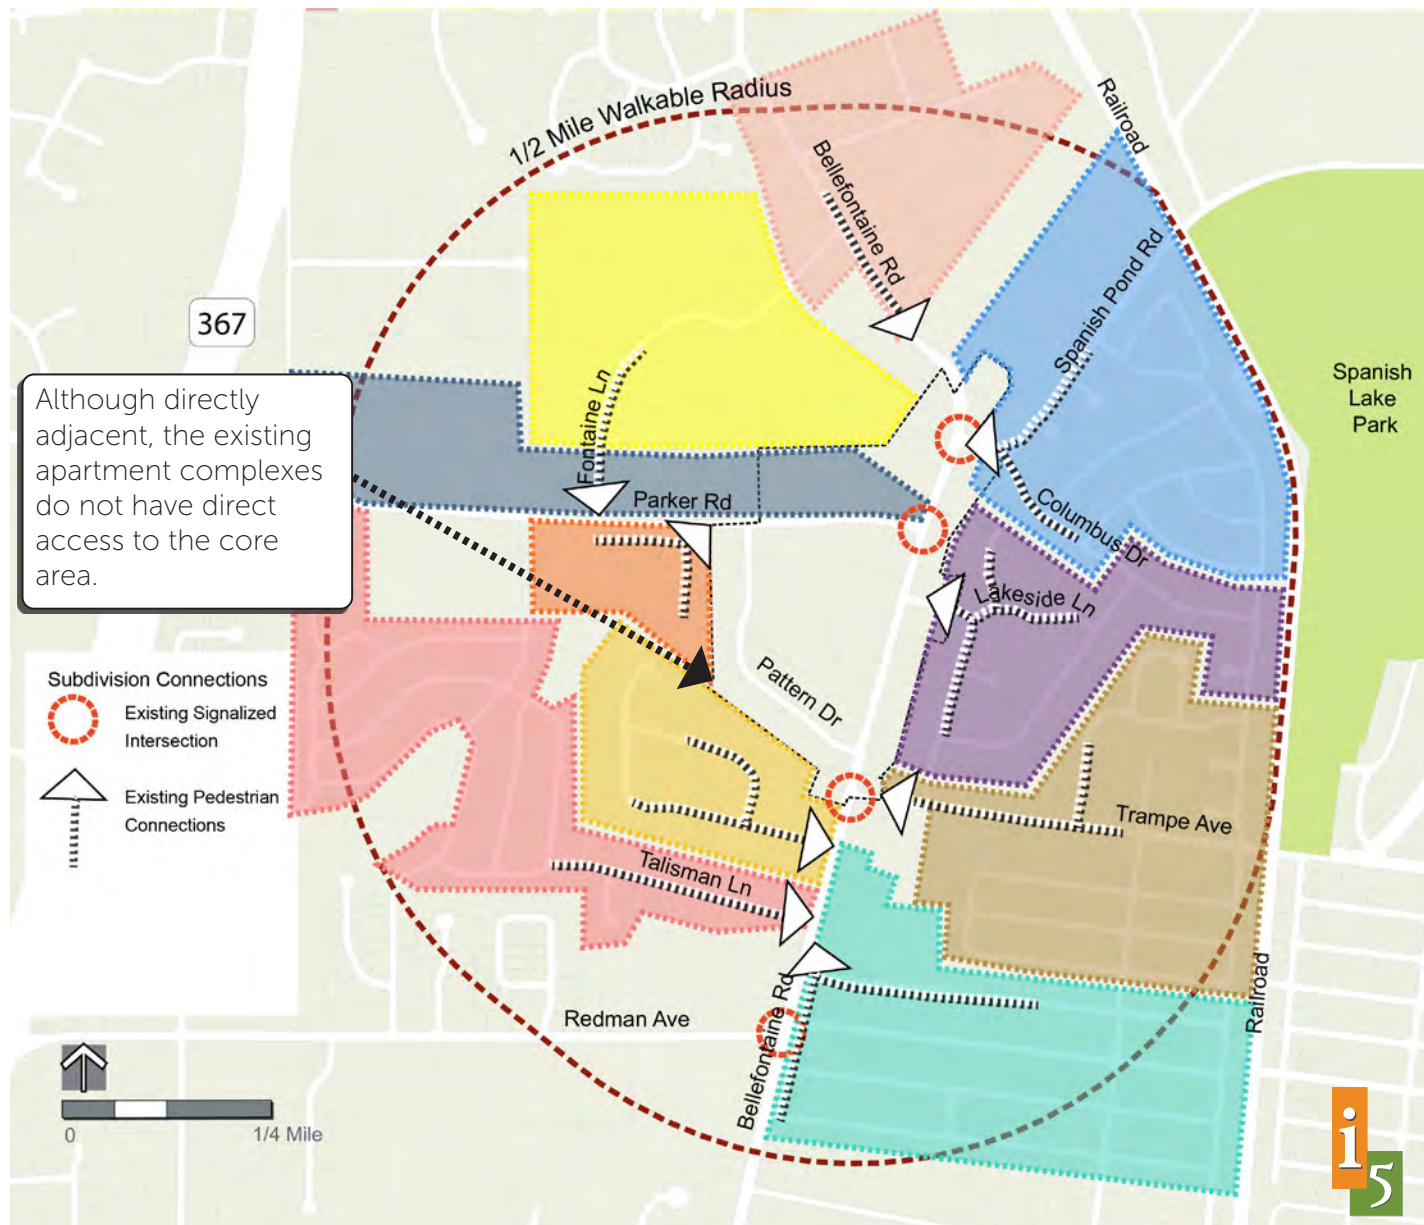 1/2 Mile Walkable Radius
Railroad
Bellefontaine Rd
Spanish Pond Rd
367
Spanish
Lake
Park
Although directly
adjacent, the existing
apartment complexes
do not have direct
access to the core
area.
Fontaine Ln
Parker Rd
Columbus Dr
Lakeside Ln
Pattern Dr
Subdivision Connections
Existing Signalized
Intersection
Existing Pedestrian
Connections
Trampe Ave
Talisman Ln
Redman Ave
Bellefontaine Rd
Railroad
0
1/4 Mile
i
5